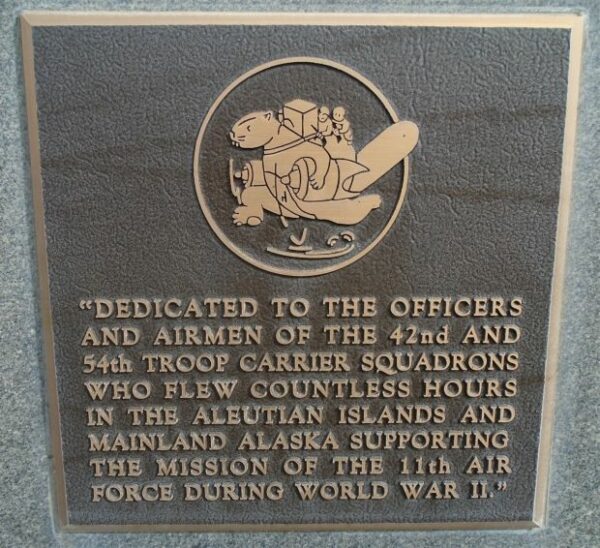 “DEDICATED TO THE OFFICERS
AND AIRMEN OF THE 42nd AND
54th TROOP CARRIER SQUADRONS
WHO FLEW COUNTLESS HOURS
IN THE ALEUTIAN ISLANDS AND
MAINLAND ALASKA SUPPORTING
THE MISSION OF THE 11th AIR
FORCE DURING WORLD WAR II.”